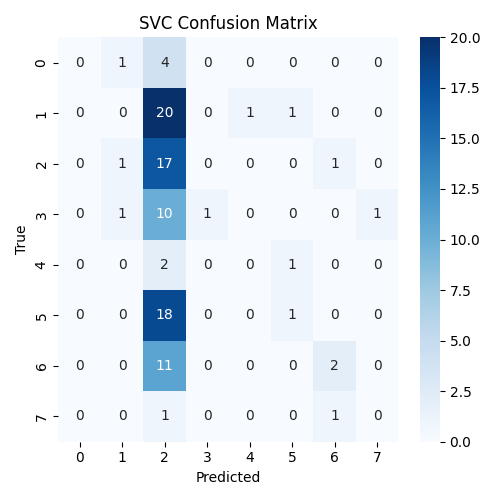 SVC Confusion Matrix
0 0 1 4 0 0 0 0 0
1 0 0 20 0 1 1 0 0
2 0 1 17 0 0 0 1 0
3 0 1 10 1 0 0 0 1
4 0 0 2 0 0 1 0 0
5 0 0 18 0 0 1 0 0
6 0 0 11 0 0 0 2 0
7 0 0 1 0 0 0 1 0
0 1 2 3 4 5 6 7
True
Predicted
20.0
17.5
15.0
12.5
10.0
7.5
5.0
2.5
0.0